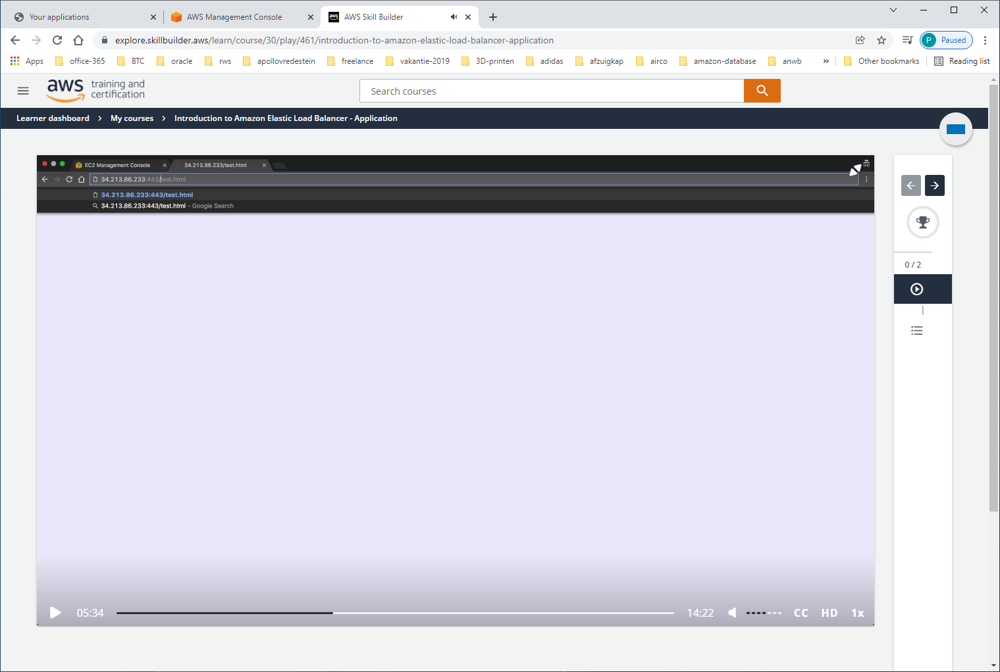 Your applications
AWS Management Console
aws
AWS Skill Builder
explore.skillbuilder.aws/learn/course/30/play/461/introduction-to-amazon-elastic-load-balancer-application
P Paused
Apps office-365 BTC oracle rws apollovredestein freelance vakantie-2019 3D-printen adidas afzuigkap airco amazon-database anwb » Other bookmarks Reading list
aws training and
certification
Search courses
Learner dashboard > My courses > Introduction to Amazon Elastic Load Balancer - Application
EC2 Management Console
34.213.86.233/test.html
34.213.86.233:443/test.html
34.213.86.233:443/test.html
34.213.86.233:443/test.html - Google Search
0 / 2
05:34
14:22
CC HD 1x